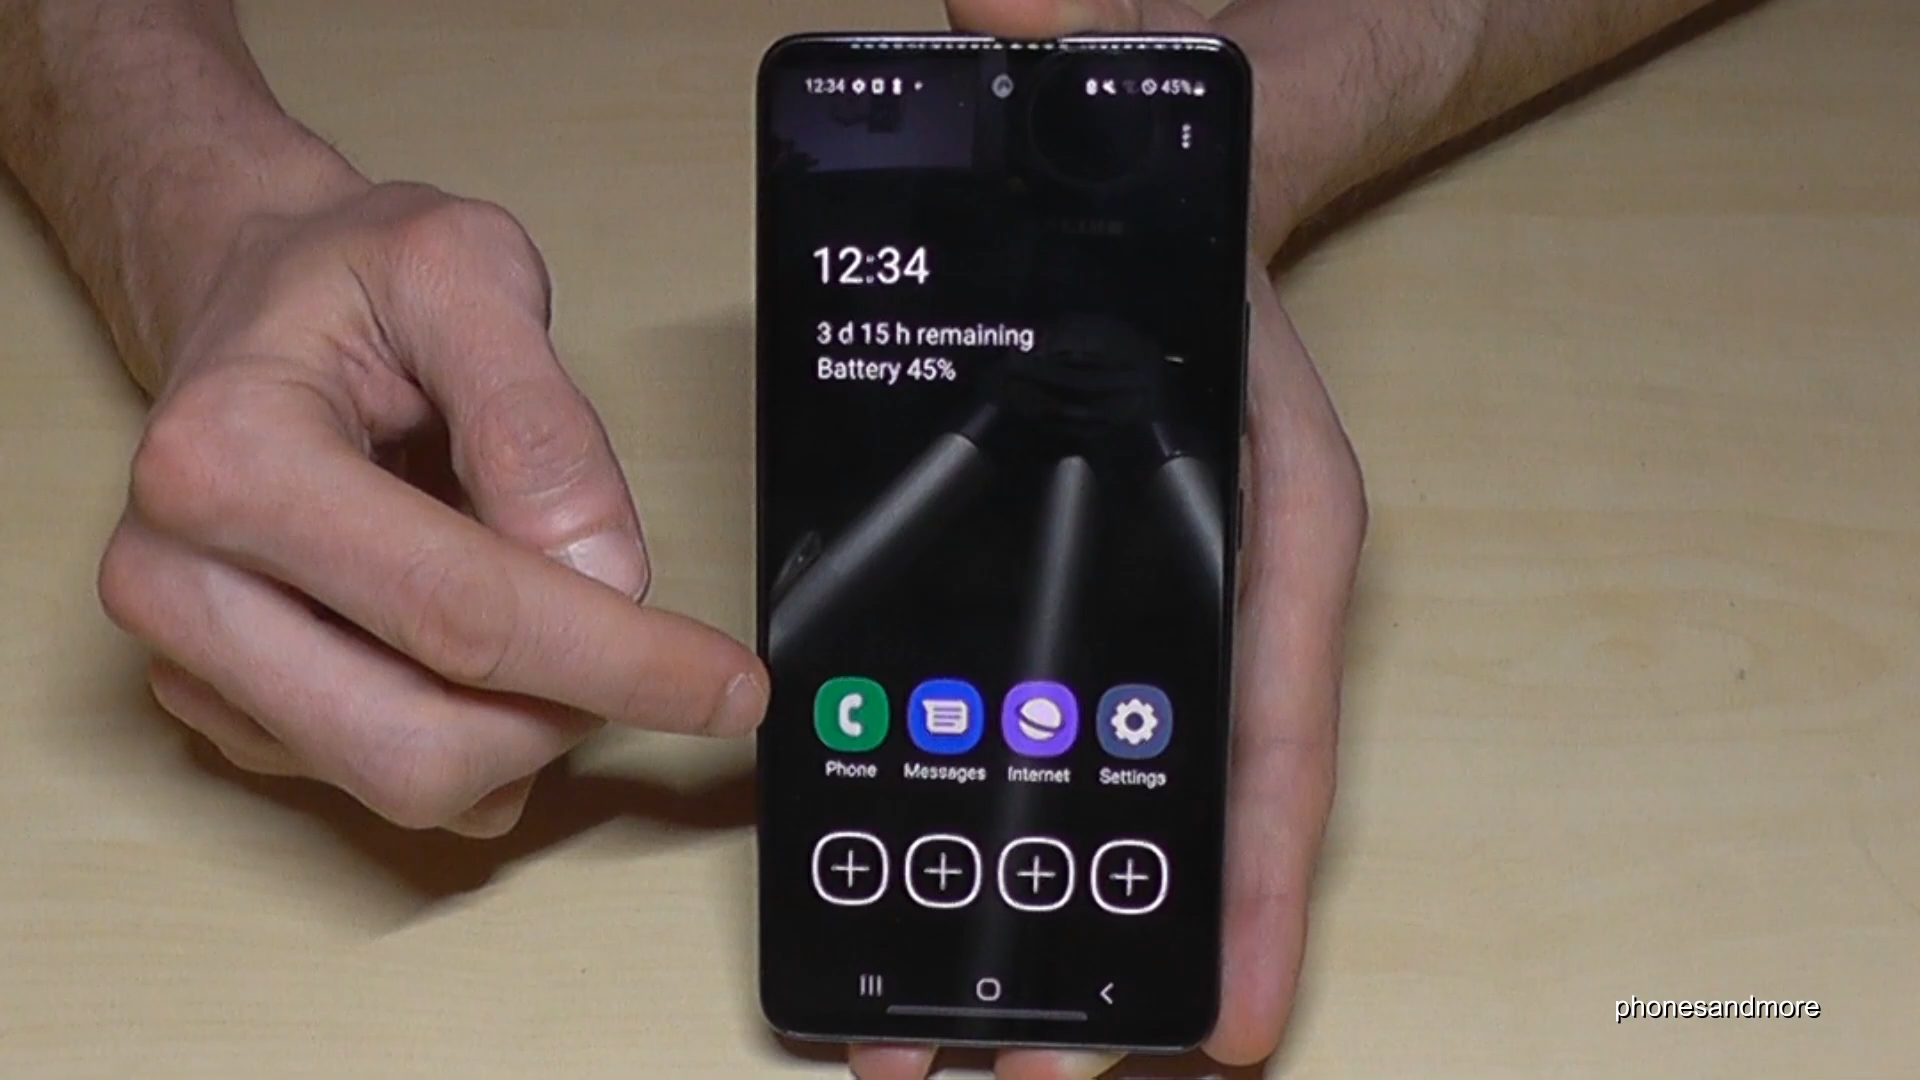 12:34
45%
12:34
3 d 15 h remaining
Battery 45%
Phone
Messages
Internet
Settings
phonesandmore